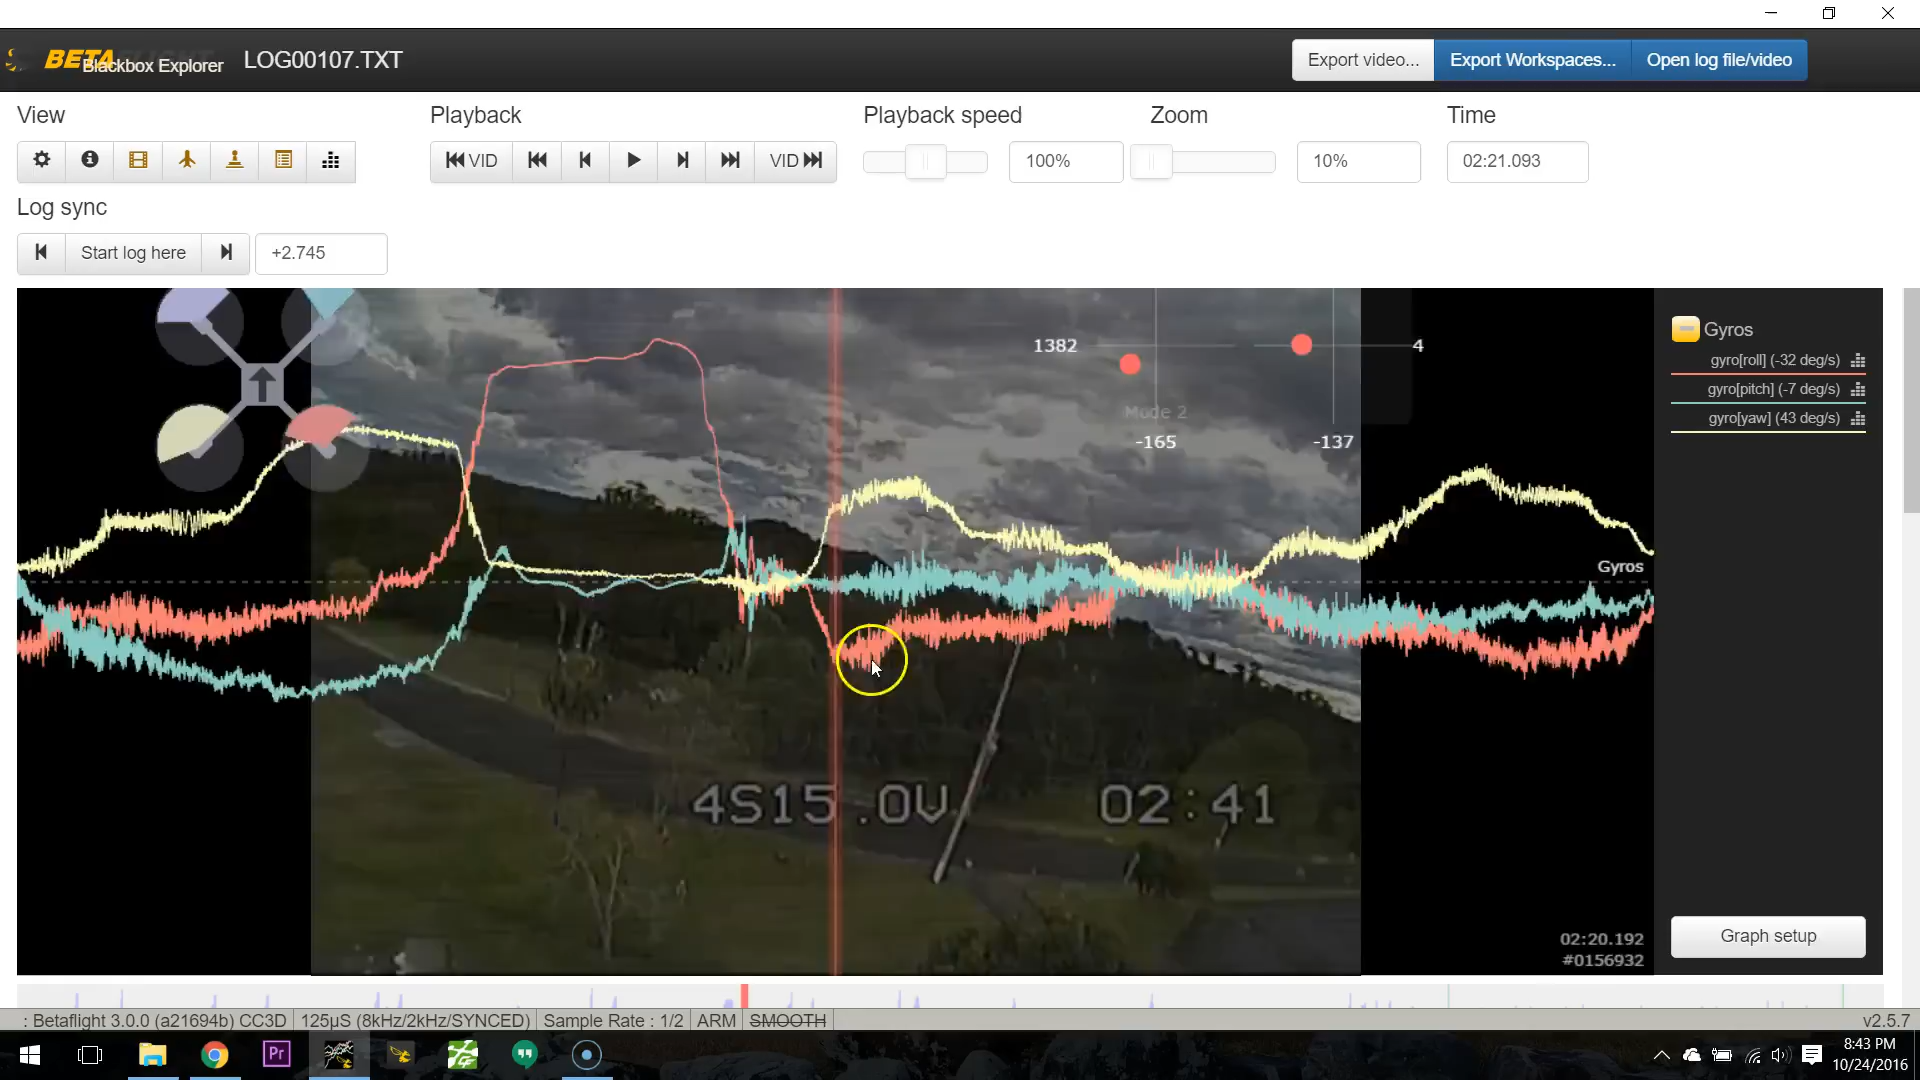 BETAFLIGHT
Blackbox Explorer
LOG00107.TXT
Export video...
Export Workspaces...
Open log file/video
View
Playback
Playback speed
Zoom
Time
VID
VID
100%
10%
02:21.093
Log sync
Start log here
+2.745
1382
4
Mode 2
-165
-137
Gyros
gyro[roll] (-32 deg/s)
gyro[pitch] (-7 deg/s)
gyro[yaw] (43 deg/s)
Gyros
4S15.0V
02:41
02:20.192
#0156932
Graph setup
: Betaflight 3.0.0 (a21694b) CC3D
125µS (8kHz/2kHz/SYNCED)
Sample Rate : 1/2
ARM
SMOOTH
v2.5.7
Pr
8:43 PM
10/24/2016